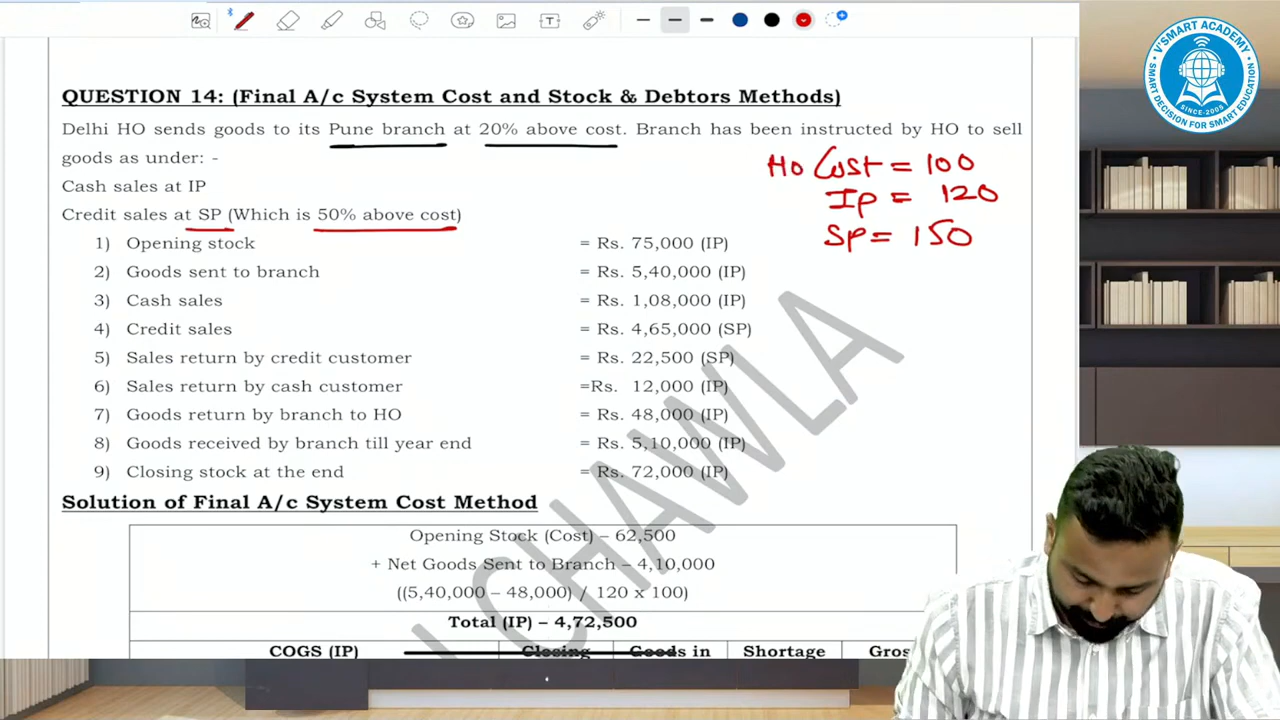 QUESTION 14: (Final A/c System Cost and Stock & Debtors Methods)
Delhi HO sends goods to its Pune branch at 20% above cost. Branch has been instructed by HO to sell
goods as under: -
Cash sales at IP
Credit sales at SP (Which is 50% above cost)
HO Cost = 100
IP = 120
SP = 150
1) Opening stock = Rs. 75,000 (IP)
2) Goods sent to branch = Rs. 5,40,000 (IP)
3) Cash sales = Rs. 1,08,000 (IP)
4) Credit sales = Rs. 4,65,000 (SP)
5) Sales return by credit customer = Rs. 22,500 (SP)
6) Sales return by cash customer =Rs. 12,000 (IP)
7) Goods return by branch to HO = Rs. 48,000 (IP)
8) Goods received by branch till year end = Rs. 5,10,000 (IP)
9) Closing stock at the end = Rs. 72,000 (IP)
Solution of Final A/c System Cost Method
Opening Stock (Cost) – 62,500
+ Net Goods Sent to Branch – 4,10,000
((5,40,000 – 48,000) / 120 x 100)
Total (IP) – 4,72,500
COGS (IP) Closing Goods in Shortage
CHAWLA
V'SMART ACADEMY
SMART DECISION FOR SMART EDUCATION
SINCE-2005